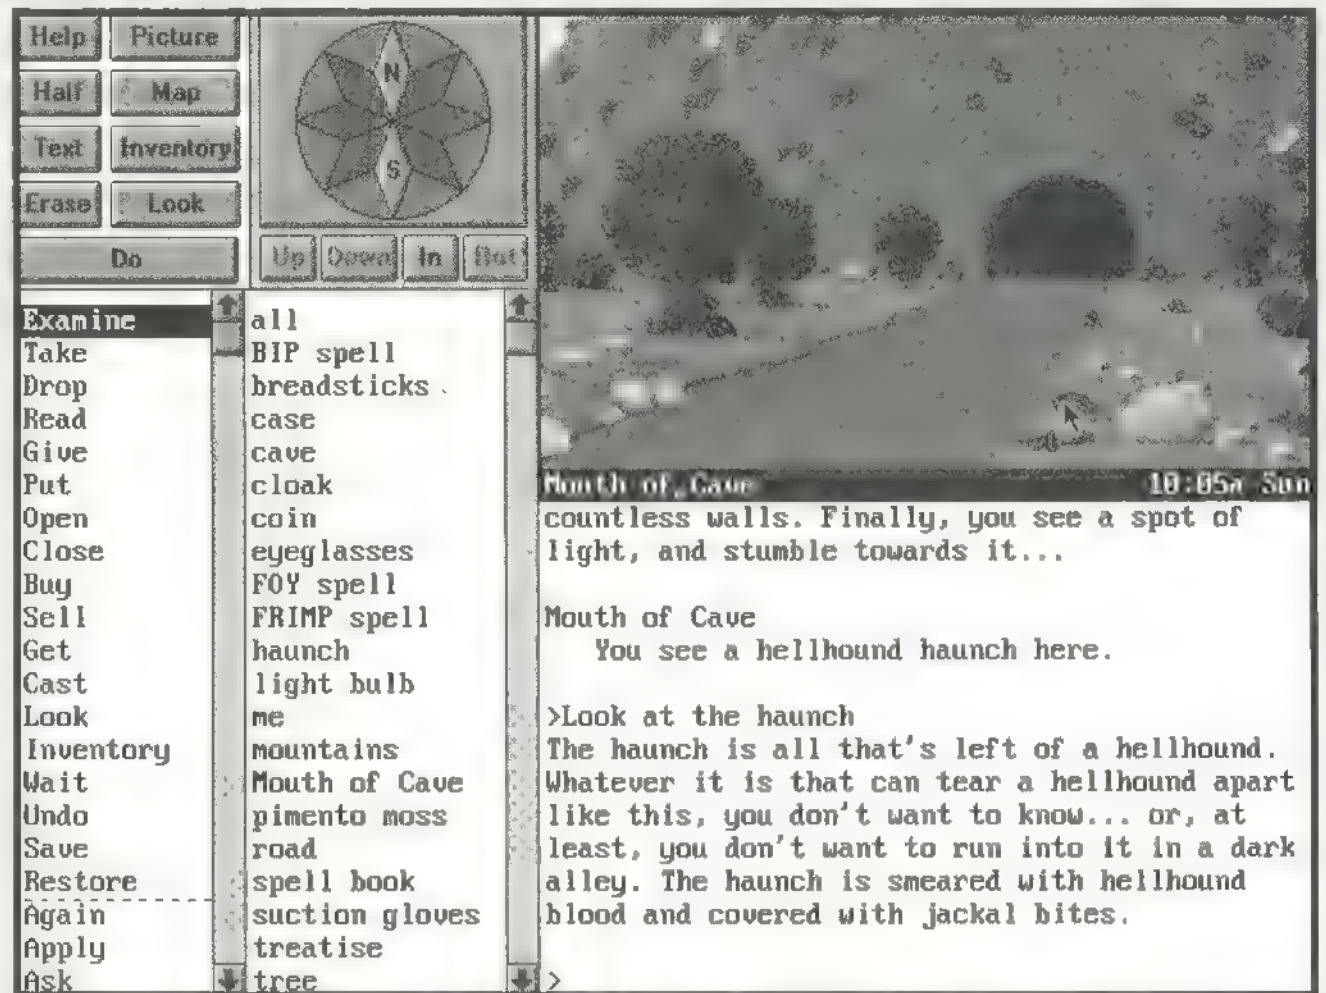 Help Picture
Half Map
Text Inventory
Erase Look
Do
N
S
Up Down In Out
Examine
Take
Drop
Read
Give
Put
Open
Close
Buy
Sell
Get
Cast
Look
Inventory
Wait
Undo
Save
Restore
Again
Apply
Ask
all
BIP spell
breadsticks
case
cave
cloak
coin
eyeglasses
FOY spell
FRIMP spell
haunch
light bulb
me
mountains
Mouth of Cave
pimento moss
road
spell book
suction gloves
treatise
tree
Mouth of Cave 10:05a Sun
countless walls. Finally, you see a spot of
light, and stumble towards it...
Mouth of Cave
You see a hellhound haunch here.
>Look at the haunch
The haunch is all that's left of a hellhound.
Whatever it is that can tear a hellhound apart
like this, you don't want to know... or, at
least, you don't want to run into it in a dark
alley. The haunch is smeared with hellhound
blood and covered with jackal bites.
>